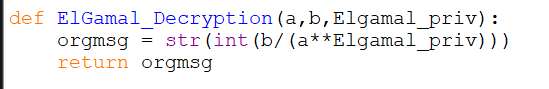 def ElGamal_Decryption(a,b,Elgamal_priv):
    orgmsg = str(int(b/(a**Elgamal_priv)))
    return orgmsg